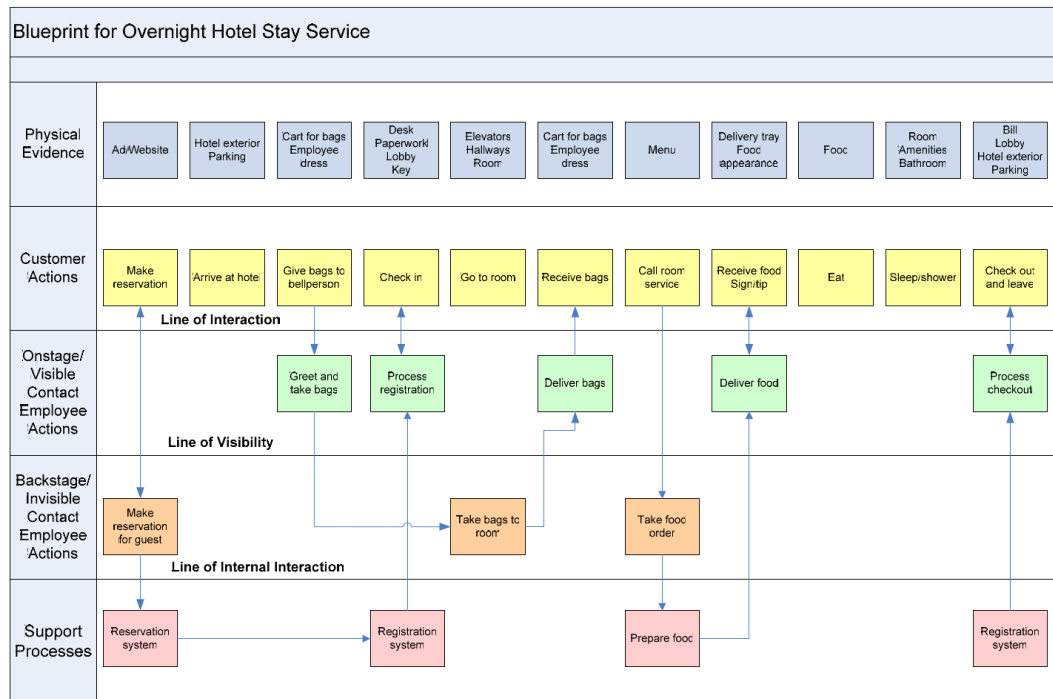 Blueprint for Overnight Hotel Stay Service
Physical
Evidence
Ad/Website
Hotel exterior
Parking
Cart for bags
Employee
dress
Desk
Paperwork
Lobby
Key
Elevators
Hallways
Room
Cart for bags
Employee
dress
Menu
Delivery tray
Food
appearance
Food
Room
Amenities
Bathroom
Bill
Lobby
Hotel exterior
Parking
Customer
Actions
Make
reservation
Arrive at hotel
Give bags to
bellperson
Check in
Go to room
Receive bags
Call room
service
Receive food
Sign/tip
Eat
Sleep/shower
Check out
and leave
Line of Interaction
Onstage/
Visible
Contact
Employee
Actions
Greet and
take bags
Process
registration
Deliver bags
Deliver food
Process
checkout
Line of Visibility
Backstage/
Invisible
Contact
Employee
Actions
Make
reservation
for guest
Take bags to
room
Take food
order
Line of Internal Interaction
Support
Processes
Reservation
system
Registration
system
Prepare food
Registration
system